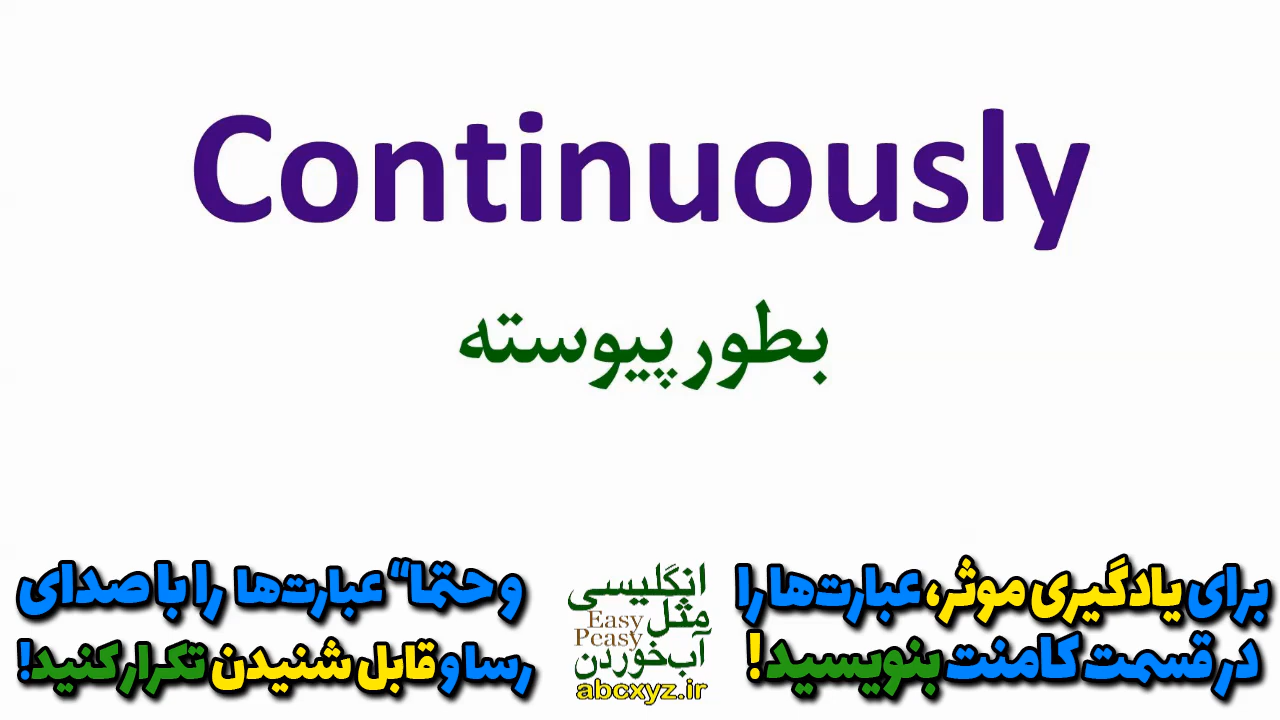 Continuously
بطور پیوسته
برای یادگیری موثر، عبارت‌ها را
در قسمت کامنت بنویسید!
انگلیسی
مثل
Easy
Peasy
آب خوردن
abcxyz.ir
و حتما“ عبارت‌ها را با صدای
رسا و قابل شنیدن تکرار کنید!